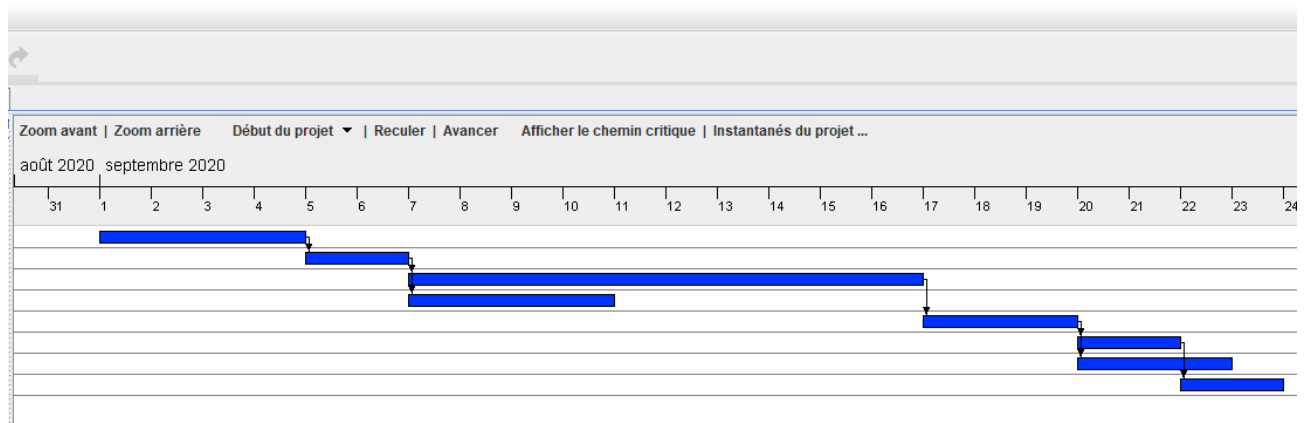 Zoom avant | Zoom arrière Début du projet | Reculer | Avancer Afficher le chemin critique | Instantanés du projet ...
août 2020 septembre 2020
31 1 2 3 4 5 6 7 8 9 10 11 12 13 14 15 16 17 18 19 20 21 22 23 24